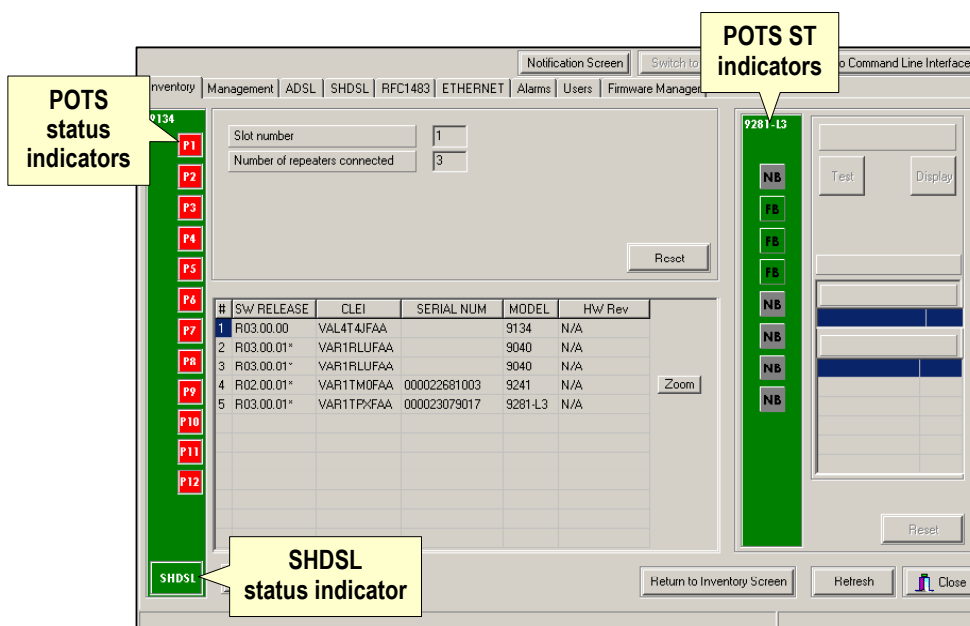 POTS ST
indicators
Notification Screen
Switch to
o Command Line Interface
nventory
Management
ADSL
SHDSL
RFC1483
ETHERNET
Alarms
Users
Firmware Manager
POTS
status
indicators
9134
P1
P2
P3
P4
P5
P6
P7
P8
P9
P10
P11
P12
SHDSL
Slot number 1
Number of repeaters connected 3
Reset
# SW RELEASE CLEI SERIAL NUM MODEL HW Rev
1 R03.00.00 VAL4T4JFAA 9134 N/A
2 R03.00.01* VAR1RLUFAA 9040 N/A
3 R03.00.01* VAR1RLUFAA 9040 N/A
4 R02.00.01* VAR1TM0FAA 000022681003 9241 N/A
5 R03.00.01* VAR1TPXFAA 000023079017 9281-L3 N/A
Zoom
9281-L3
NB
FB
FB
FB
NB
NB
NB
NB
Test
Display
Reset
SHDSL
status indicator
Return to Inventory Screen
Refresh
Close